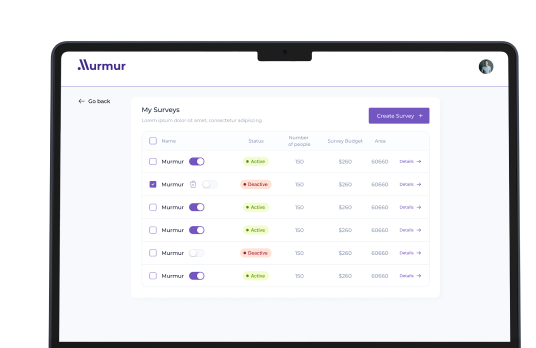 Murmur
Go back
My Surveys
Lorem ipsum dolor sit amet, consectetur adipiscing
Create Survey +
Name Status Number of people Survey Budget Area
Murmur Active 150 $260 60660 Details
Murmur Deactive 150 $260 60660 Details
Murmur Active 150 $260 60660 Details
Murmur Active 150 $260 60660 Details
Murmur Deactive 150 $260 60660 Details
Murmur Active 150 $260 60660 Details